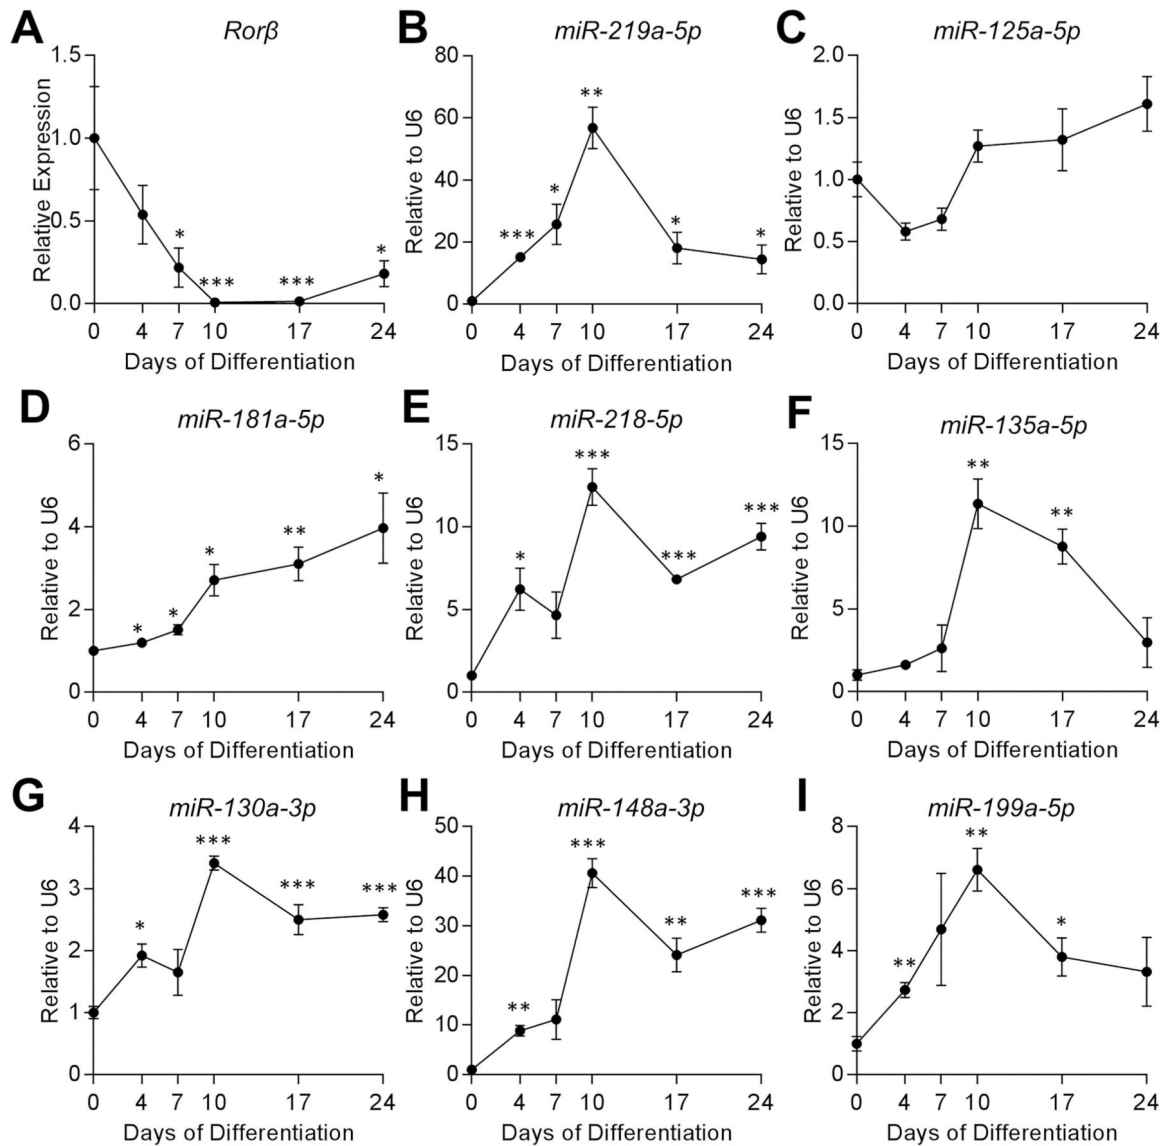 A
Rorβ
Relative Expression
1.5
1.0
0.5
0.0
*
***
***
*
0 4 7 10 17 24
Days of Differentiation
B
miR-219a-5p
Relative to U6
80
60
40
20
0
***
*
**
*
*
0 4 7 10 17 24
Days of Differentiation
C
miR-125a-5p
Relative to U6
2.0
1.5
1.0
0.5
0.0
0 4 7 10 17 24
Days of Differentiation
D
miR-181a-5p
Relative to U6
6
4
2
0
*
*
*
**
*
0 4 7 10 17 24
Days of Differentiation
E
miR-218-5p
Relative to U6
15
10
5
0
*
***
***
***
0 4 7 10 17 24
Days of Differentiation
F
miR-135a-5p
Relative to U6
15
10
5
0
**
**
0 4 7 10 17 24
Days of Differentiation
G
miR-130a-3p
Relative to U6
4
3
2
1
0
*
***
***
***
0 4 7 10 17 24
Days of Differentiation
H
miR-148a-3p
Relative to U6
50
40
30
20
10
0
**
***
**
***
0 4 7 10 17 24
Days of Differentiation
I
miR-199a-5p
Relative to U6
8
6
4
2
0
**
**
*
0 4 7 10 17 24
Days of Differentiation